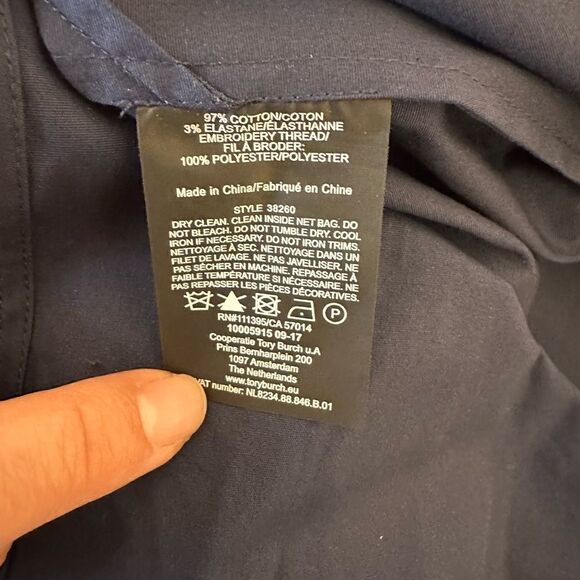 97% COTTON/COTON
3% ELASTANE/ÉLASTHANNE
EMBROIDERY THREAD/
FIL À BRODER:
100% POLYESTER/POLYESTER
Made in China/Fabriqué en Chine
STYLE 38260
DRY CLEAN. CLEAN INSIDE NET BAG. DO
NOT BLEACH. DO NOT TUMBLE DRY. COOL
IRON IF NECESSARY. DO NOT IRON TRIMS.
NETTOYAGE À SEC. NETTOYAGE DANS UN
FILET DE LAVAGE. NE PAS JAVELLISER. NE
PAS SÉCHER EN MACHINE. REPASSAGE À
FAIBLE TEMPÉRATURE SI NÉCESSAIRE. NE
PAS REPASSER LES PIÈCES DÉCORATIVES.
P
RN#111395/CA 57014
10005915 09-17
Cooperatie Tory Burch u.A
Prins Bernharplein 200
1097 Amsterdam
The Netherlands
www.toryburch.com
VAT number: NL8234.88.846.B.01